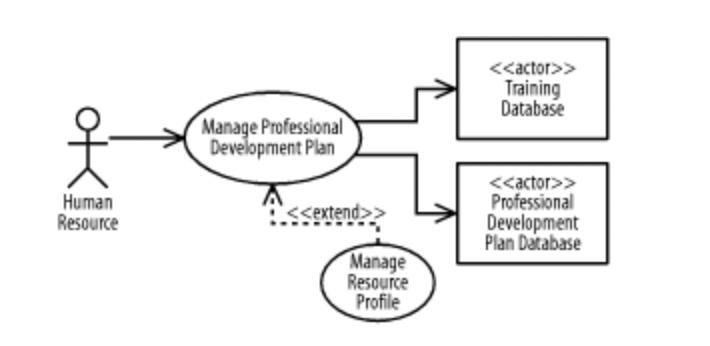 Human
Resource
Manage Professional
Development Plan
<<extend>>
Manage
Resource
Profile
<<actor>>
Training
Database
<<actor>>
Professional
Development
Plan Database